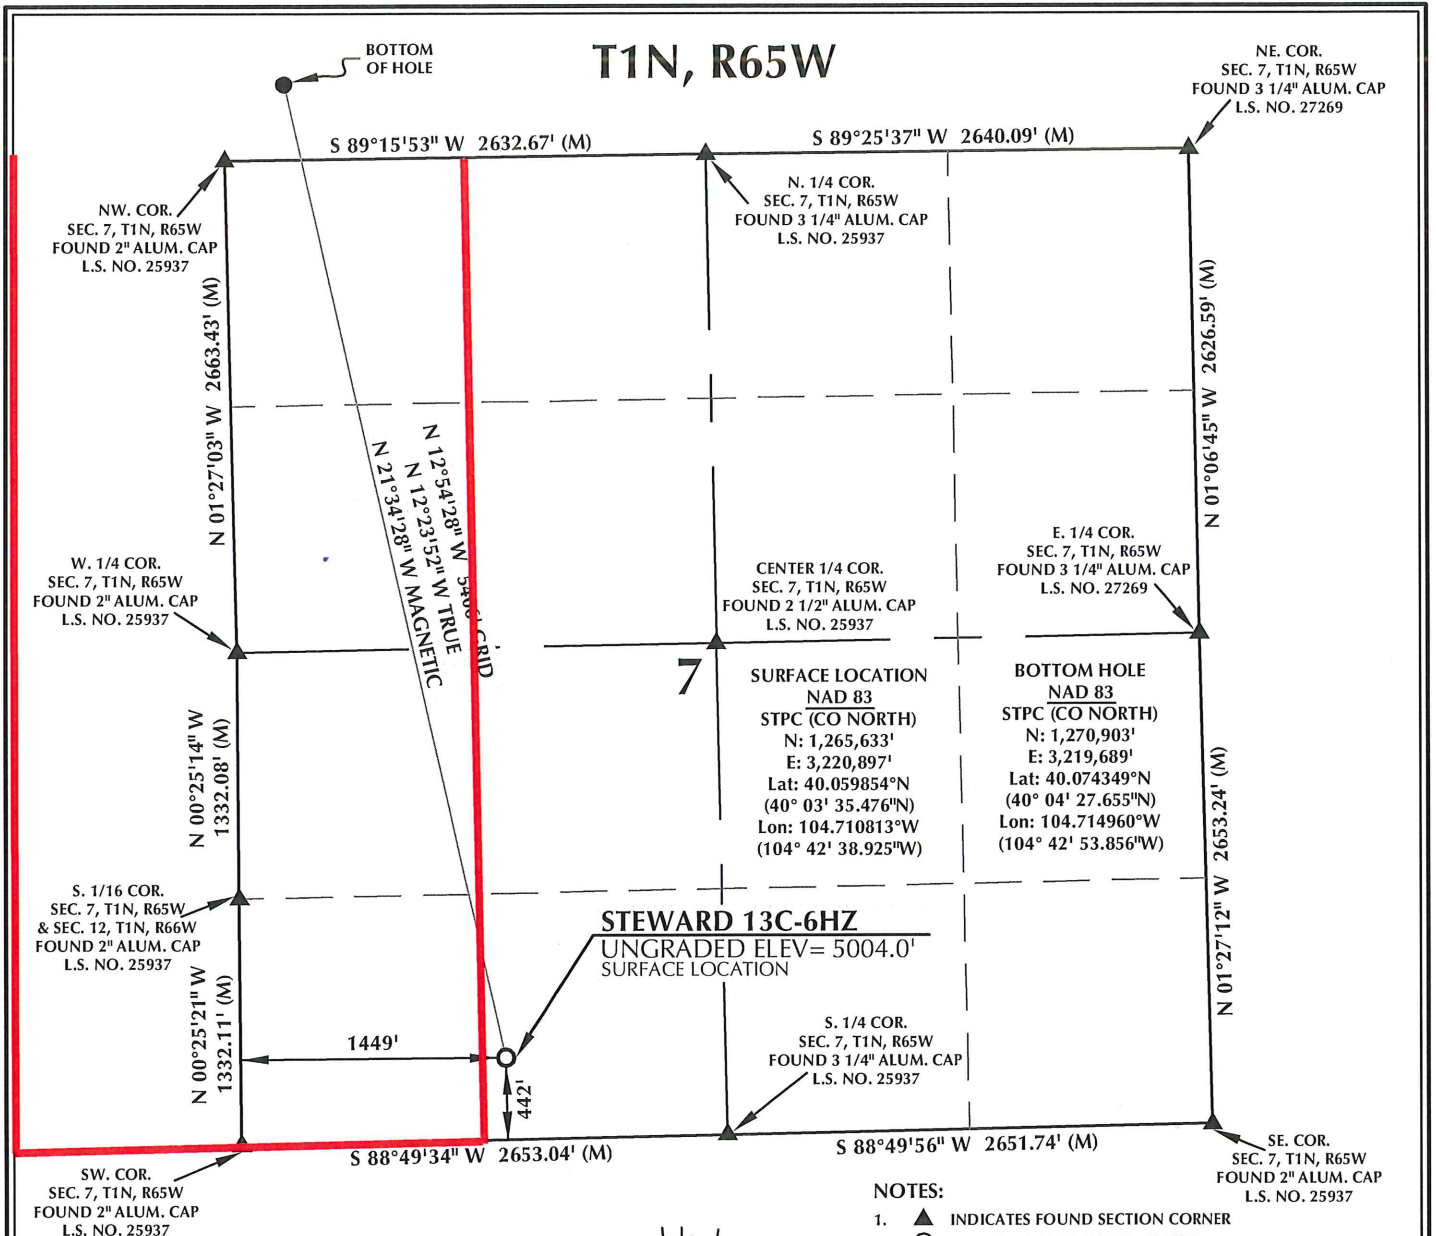 T1N, R65W
BOTTOM
OF HOLE
NE. COR.
SEC. 7, T1N, R65W
FOUND 3 1/4" ALUM. CAP
L.S. NO. 27269
S 89°15'53" W 2632.67' (M)
S 89°25'37" W 2640.09' (M)
NW. COR.
SEC. 7, T1N, R65W
FOUND 2" ALUM. CAP
L.S. NO. 25937
N. 1/4 COR.
SEC. 7, T1N, R65W
FOUND 3 1/4" ALUM. CAP
L.S. NO. 25937
N 01°27'03" W 2663.43' (M)
N 01°06'45" W 2626.59' (M)
N 12°54'28" W GRID
N 12°23'52" W TRUE
N 21°34'28" W MAGNETIC
W. 1/4 COR.
SEC. 7, T1N, R65W
FOUND 2" ALUM. CAP
L.S. NO. 25937
CENTER 1/4 COR.
SEC. 7, T1N, R65W
FOUND 2 1/2" ALUM. CAP
L.S. NO. 25937
E. 1/4 COR.
SEC. 7, T1N, R65W
FOUND 3 1/4" ALUM. CAP
L.S. NO. 27269
7
SURFACE LOCATION
NAD 83
STPC (CO NORTH)
N: 1,265,633'
E: 3,220,897'
Lat: 40.059854°N
(40° 03' 35.476"N)
Lon: 104.710813°W
(104° 42' 38.925"W)
BOTTOM HOLE
NAD 83
STPC (CO NORTH)
N: 1,270,903'
E: 3,219,689'
Lat: 40.074349°N
(40° 04' 27.655"N)
Lon: 104.714960°W
(104° 42' 53.856"W)
N 00°25'14" W
1332.08' (M)
N 01°27'12" W 2653.24' (M)
S. 1/16 COR.
SEC. 7, T1N, R65W
& SEC. 12, T1N, R66W
FOUND 2" ALUM. CAP
L.S. NO. 25937
STEWARD 13C-6HZ
UNGRADED ELEV= 5004.0'
SURFACE LOCATION
N 00°25'21" W
1332.11' (M)
1449'
442'
S. 1/4 COR.
SEC. 7, T1N, R65W
FOUND 3 1/4" ALUM. CAP
L.S. NO. 25937
S 88°49'34" W 2653.04' (M)
S 88°49'56" W 2651.74' (M)
SW. COR.
SEC. 7, T1N, R65W
FOUND 2" ALUM. CAP
L.S. NO. 25937
SE. COR.
SEC. 7, T1N, R65W
FOUND 2" ALUM. CAP
L.S. NO. 25937
NOTES:
1. INDICATES FOUND SECTION CORNER